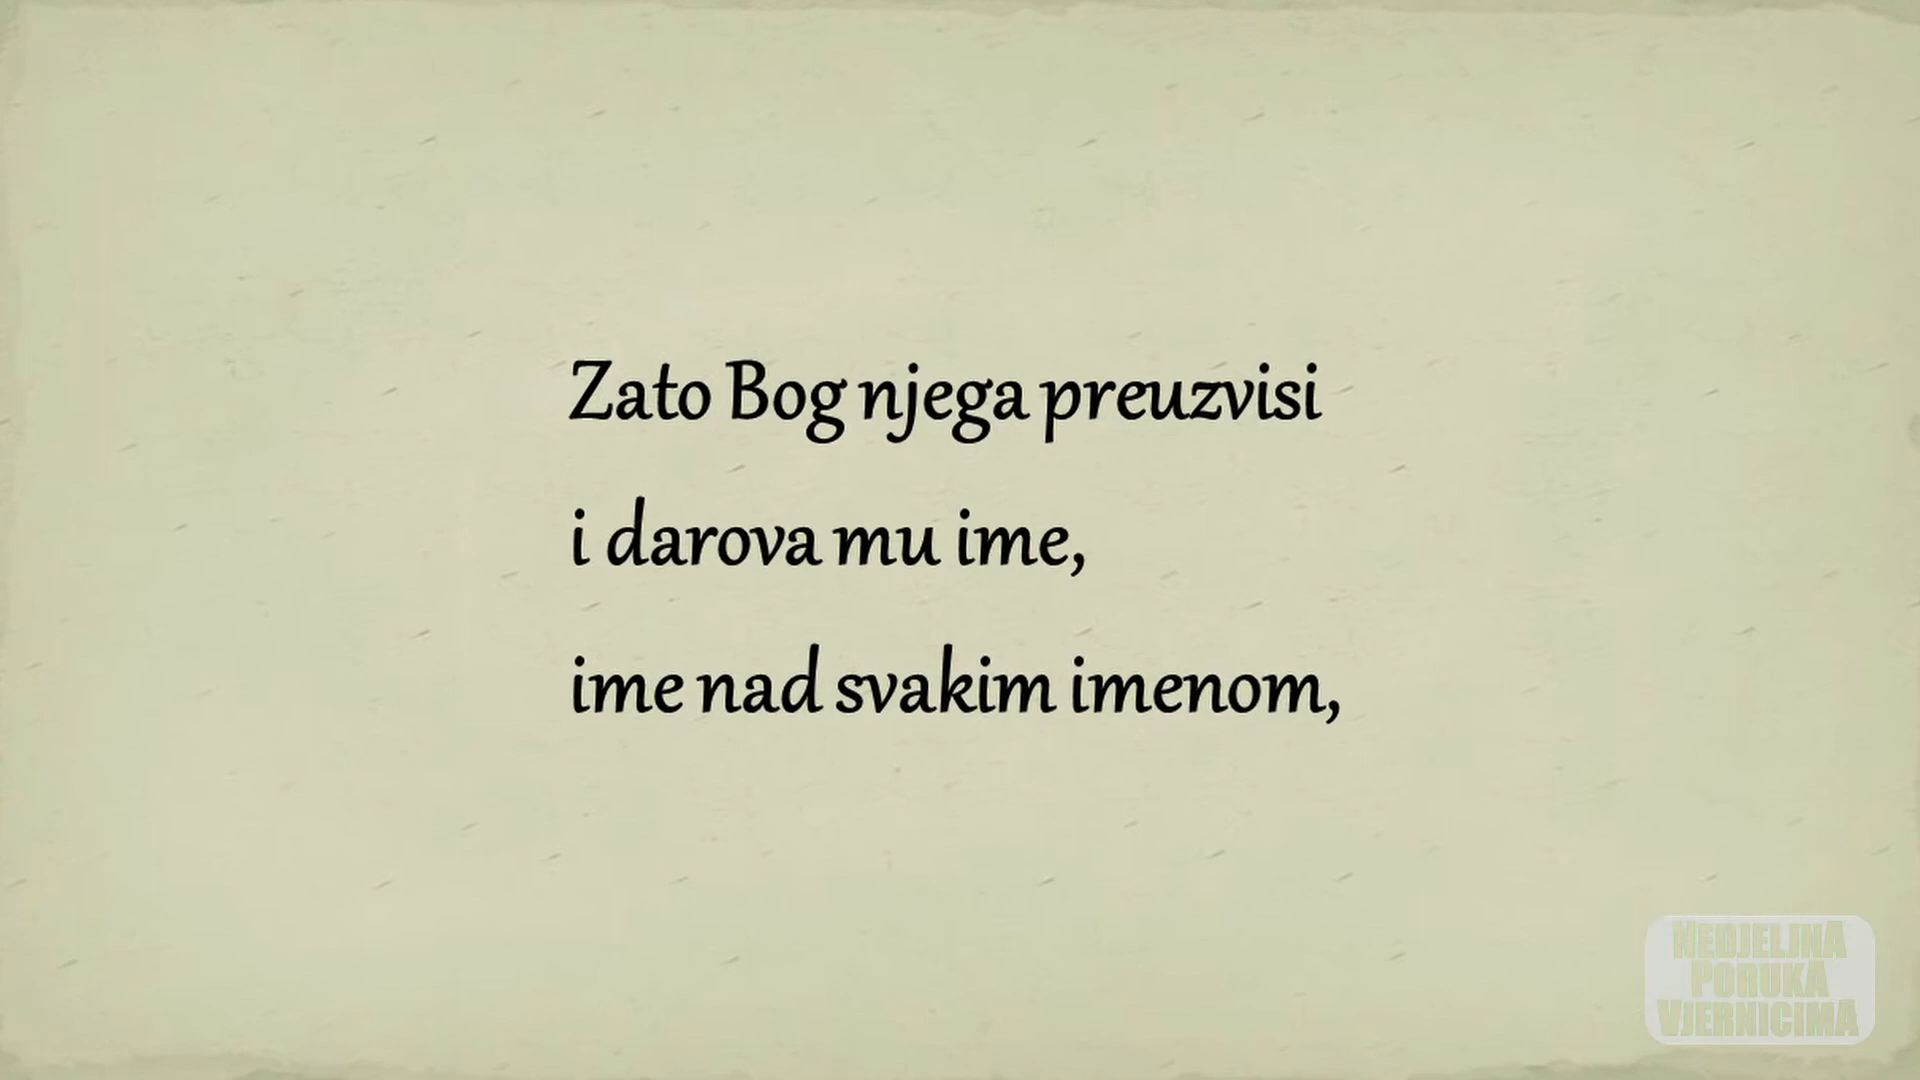 Zato Bog njega preuzvisi
i darova mu ime,
ime nad svakim imenom,
NEDJELJNA
PORUKA
VJERNICIMA